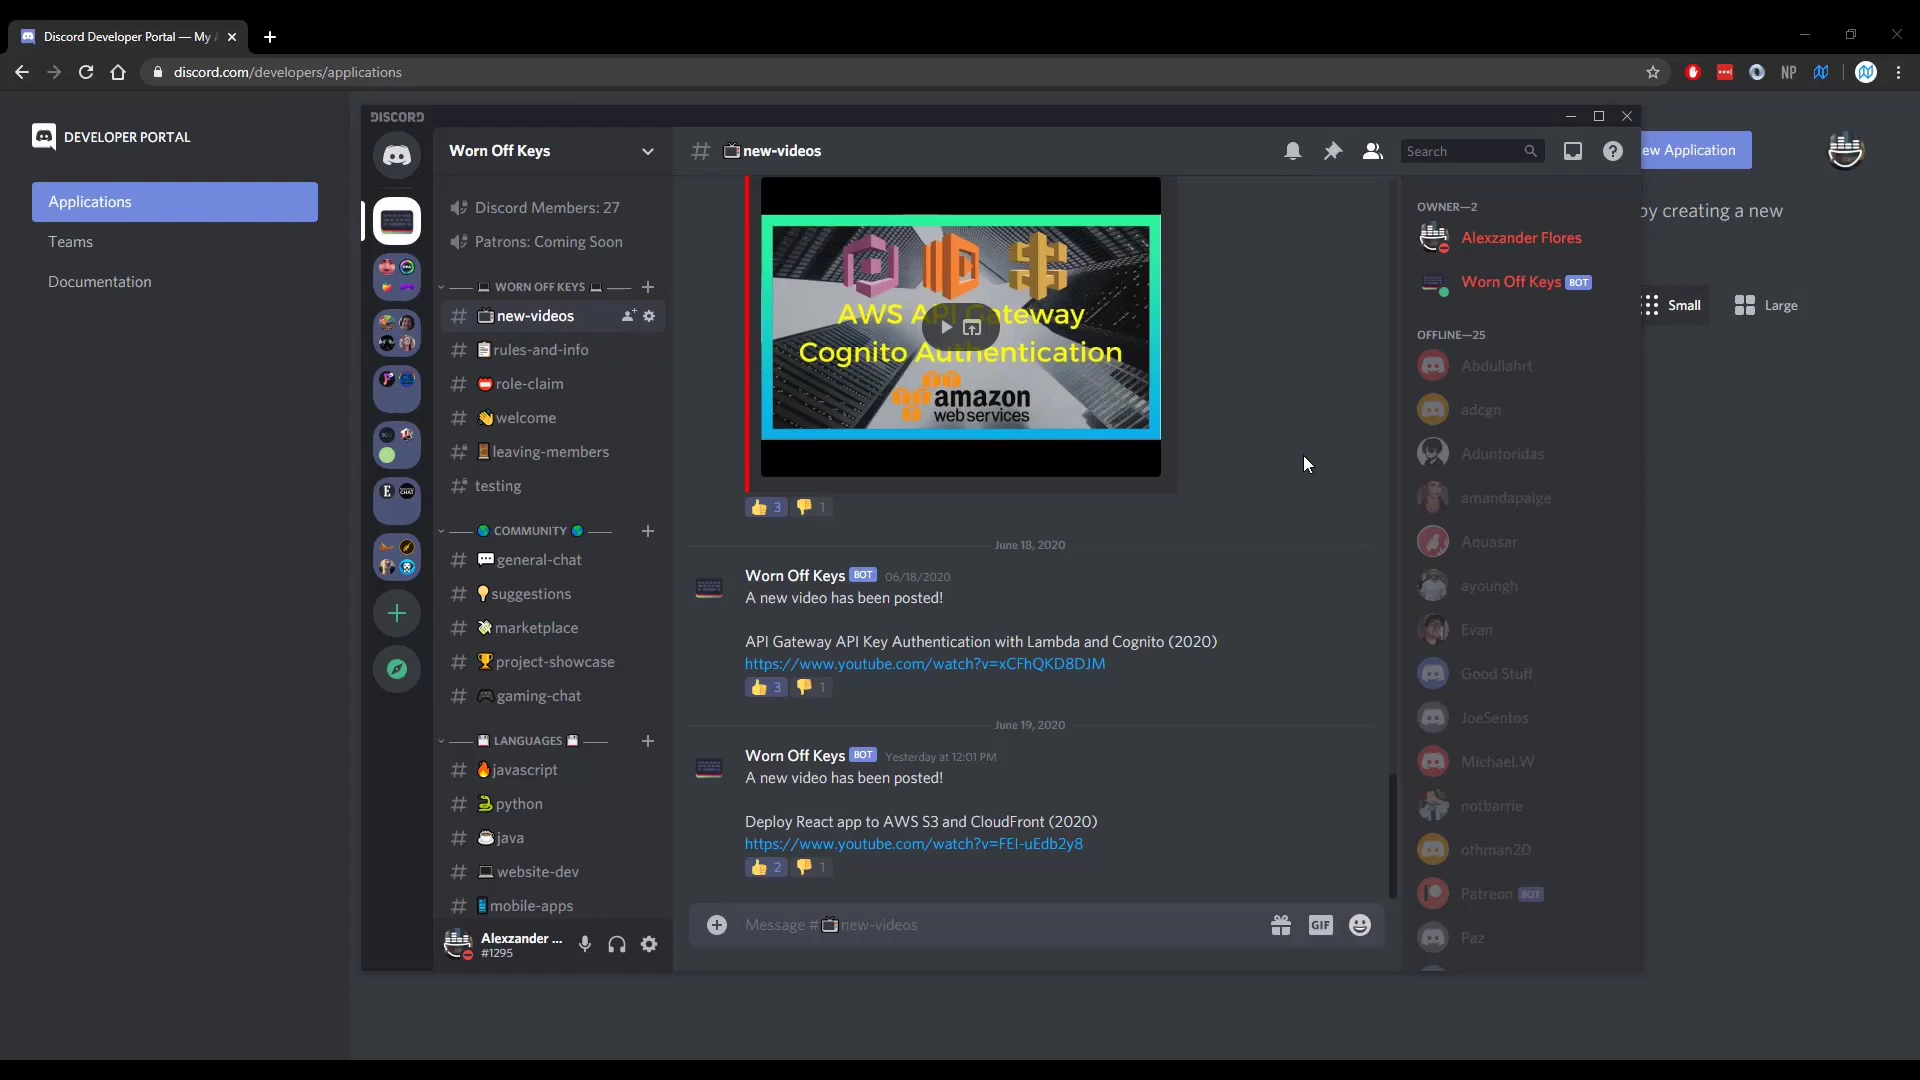 Discord Developer Portal — My A
discord.com/developers/applications
NP
DEVELOPER PORTAL
Applications
Teams
Documentation
ew Application
by creating a new
Small
Large
DISCORD
Worn Off Keys
Discord Members: 27
Patrons: Coming Soon
WORN OFF KEYS
new-videos
rules-and-info
role-claim
welcome
leaving-members
testing
COMMUNITY
general-chat
suggestions
marketplace
project-showcase
gaming-chat
LANGUAGES
javascript
python
java
website-dev
mobile-apps
Alexzander ...
#1295
new-videos
Search
AWS API Gateway
Cognito Authentication
amazon
web services
3 1
June 18, 2020
Worn Off Keys BOT 06/18/2020
A new video has been posted!
API Gateway API Key Authentication with Lambda and Cognito (2020)
https://www.youtube.com/watch?v=xCFhQKD8DJM
3 1
June 19, 2020
Worn Off Keys BOT Yesterday at 12:01 PM
A new video has been posted!
Deploy React app to AWS S3 and CloudFront (2020)
https://www.youtube.com/watch?v=FEI-uEdb2y8
2 1
Message #new-videos
GIF
OWNER—2
Alexzander Flores
Worn Off Keys BOT
OFFLINE—25
Abdullahrt
adcgn
Aduntoridas
amandapaige
Aquasar
ayoungh
Evan
Good Stuff
JoeSentos
Michael.W
notbarrie
othman20
Patreon BOT
Paz